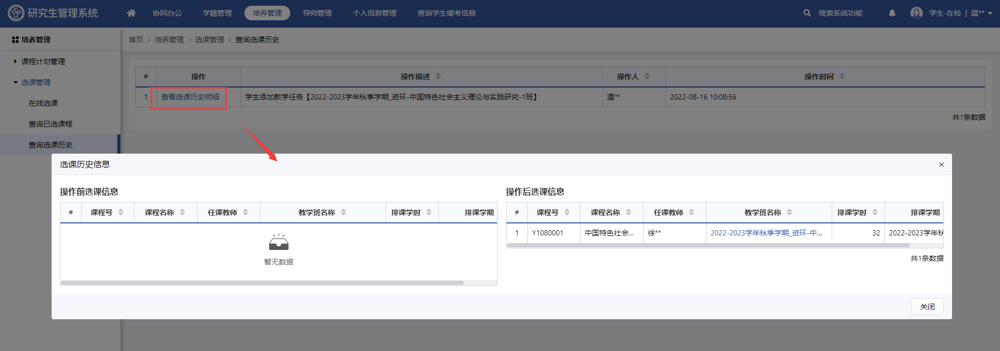 研究生管理系统
协同办公 学籍管理 培养管理 导师管理 个人信息管理 查询学生缓考信息 搜索系统功能 学生-在校 | 温**
培养管理
首页 > 培养管理 > 选课管理 > 查询选课历史
课程计划管理
选课管理
在线选课
查询已选课程
查询选课历史
# 操作 操作描述 操作人 操作时间
1 查看选课历史明细 学生添加教学任务【2022-2023学年秋季学期_资环-中国特色社会主义理论与实践研究-1班】 温** 2022-08-16 10:08:56
共1条数据
选课历史信息 ×
操作前选课信息
# 课程号 课程名称 任课教师 教学班名称 排课学时 排课学期
暂无数据
操作后选课信息
# 课程号 课程名称 任课教师 教学班名称 排课学时 排课学期
1 Y1080001 中国特色社会... 徐** 2022-2023学年秋季学期_资环-中... 32 2022-2023学年秋
共1条数据
关闭